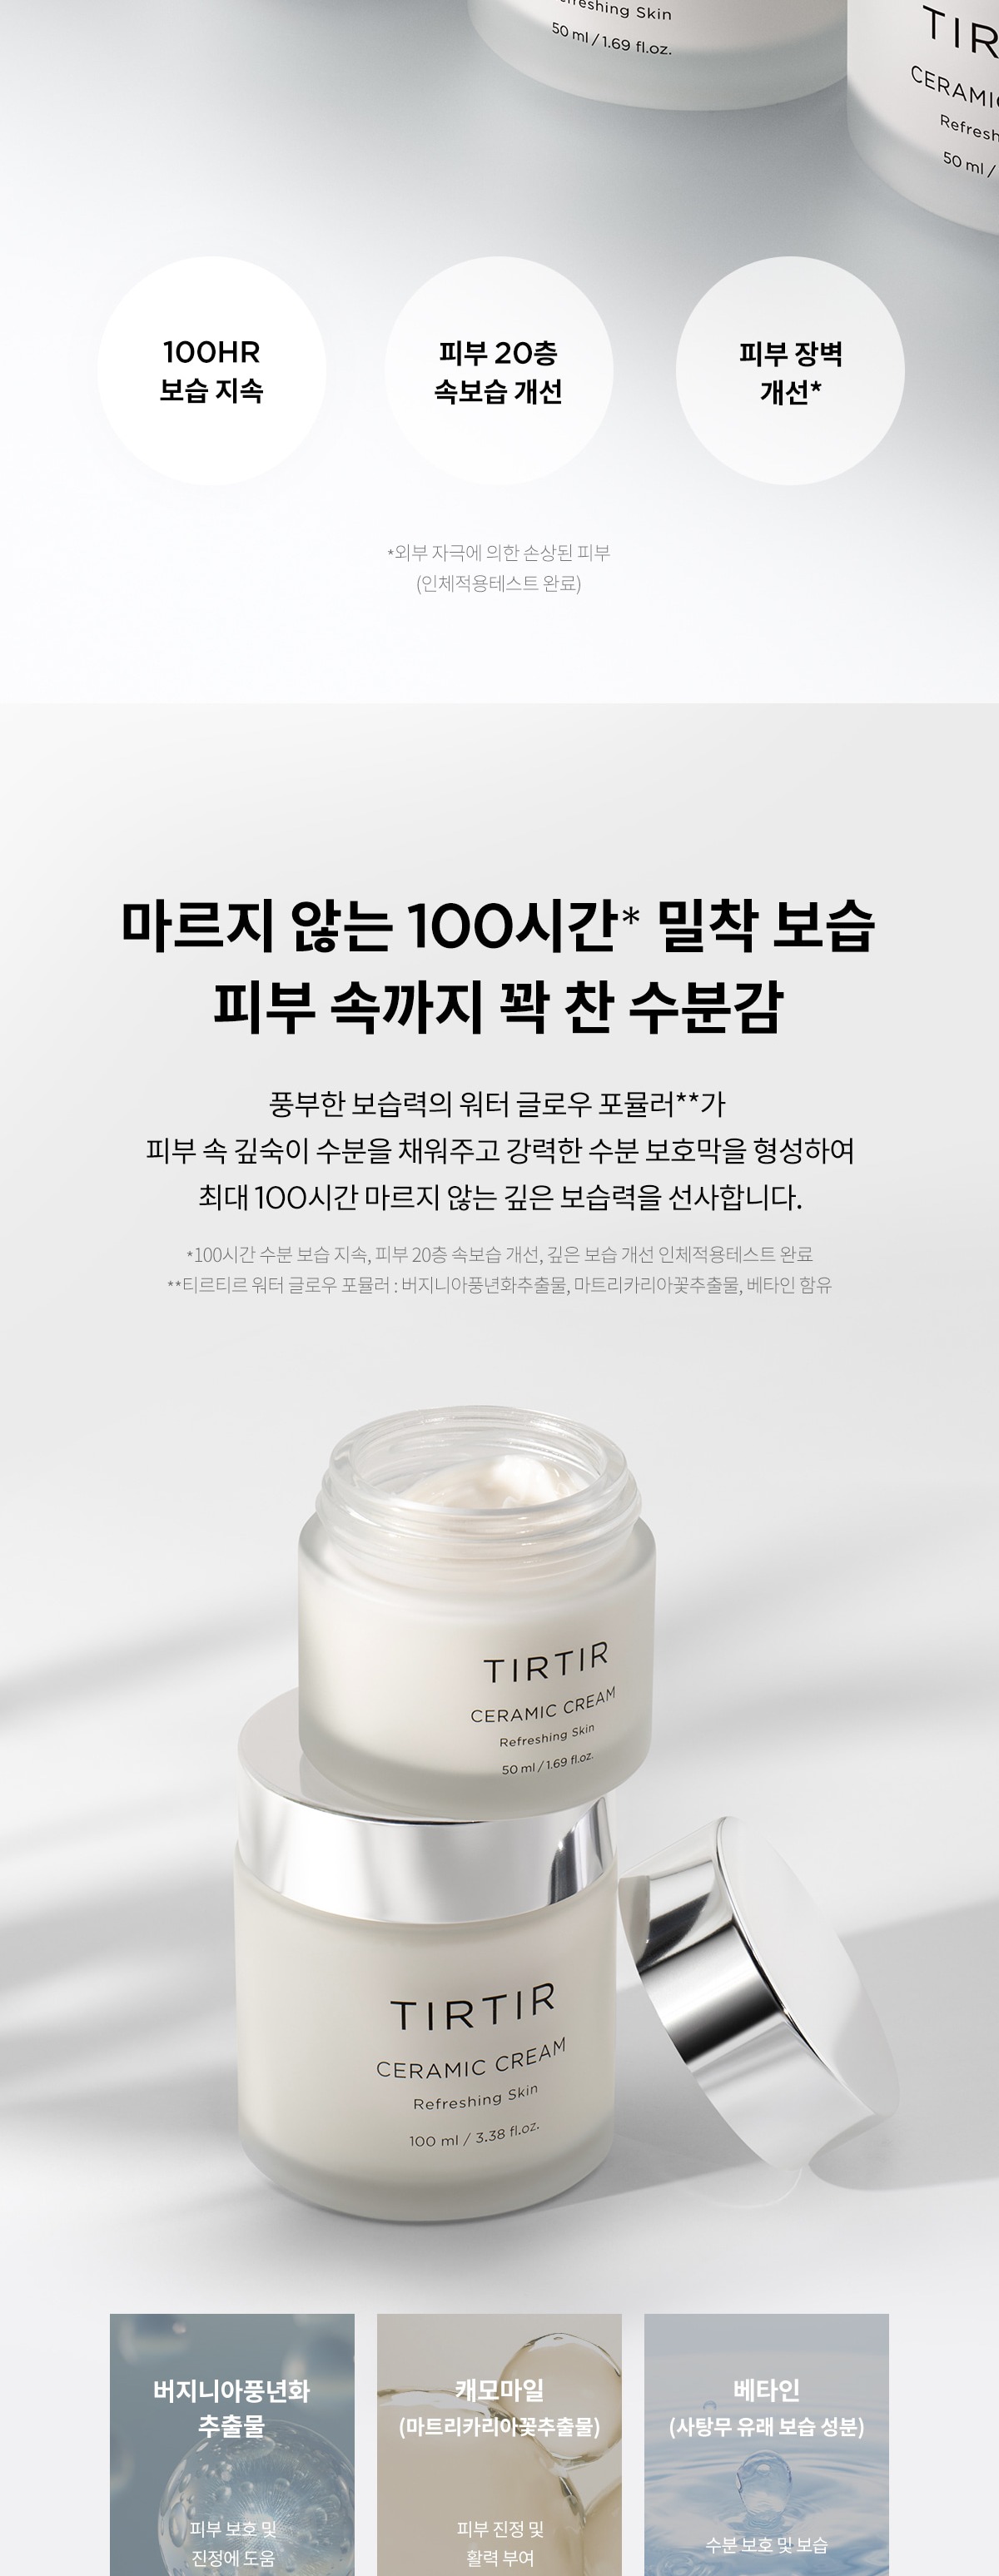 freshing Skin
50 ml / 1.69 fl.oz.
TIR
CERAMIC
Refresh
50 ml /
100HR
보습 지속
피부 20층
속보습 개선
피부 장벽
개선*
*외부 자극에 의한 손상된 피부
(인체적용테스트 완료)
마르지 않는 100시간* 밀착 보습
피부 속까지 꽉 찬 수분감
풍부한 보습력의 워터 글로우 포뮬러**가
피부 속 깊숙이 수분을 채워주고 강력한 수분 보호막을 형성하여
최대 100시간 마르지 않는 깊은 보습력을 선사합니다.
*100시간 수분 보습 지속, 피부 20층 속보습 개선, 깊은 보습 개선 인체적용테스트 완료
**티르티르 워터 글로우 포뮬러 : 버지니아풍년화추출물, 마트리카리아꽃추출물, 베타인 함유
TIRTIR
CERAMIC CREAM
Refreshing Skin
50 ml / 1.69 fl.oz.
TIRTIR
CERAMIC CREAM
Refreshing Skin
100 ml / 3.38 fl.oz.
버지니아풍년화
추출물
피부 보호 및
진정에 도움
캐모마일
(마트리카리아꽃추출물)
피부 진정 및
활력 부여
베타인
(사탕무 유래 보습 성분)
수분 보호 및 보습